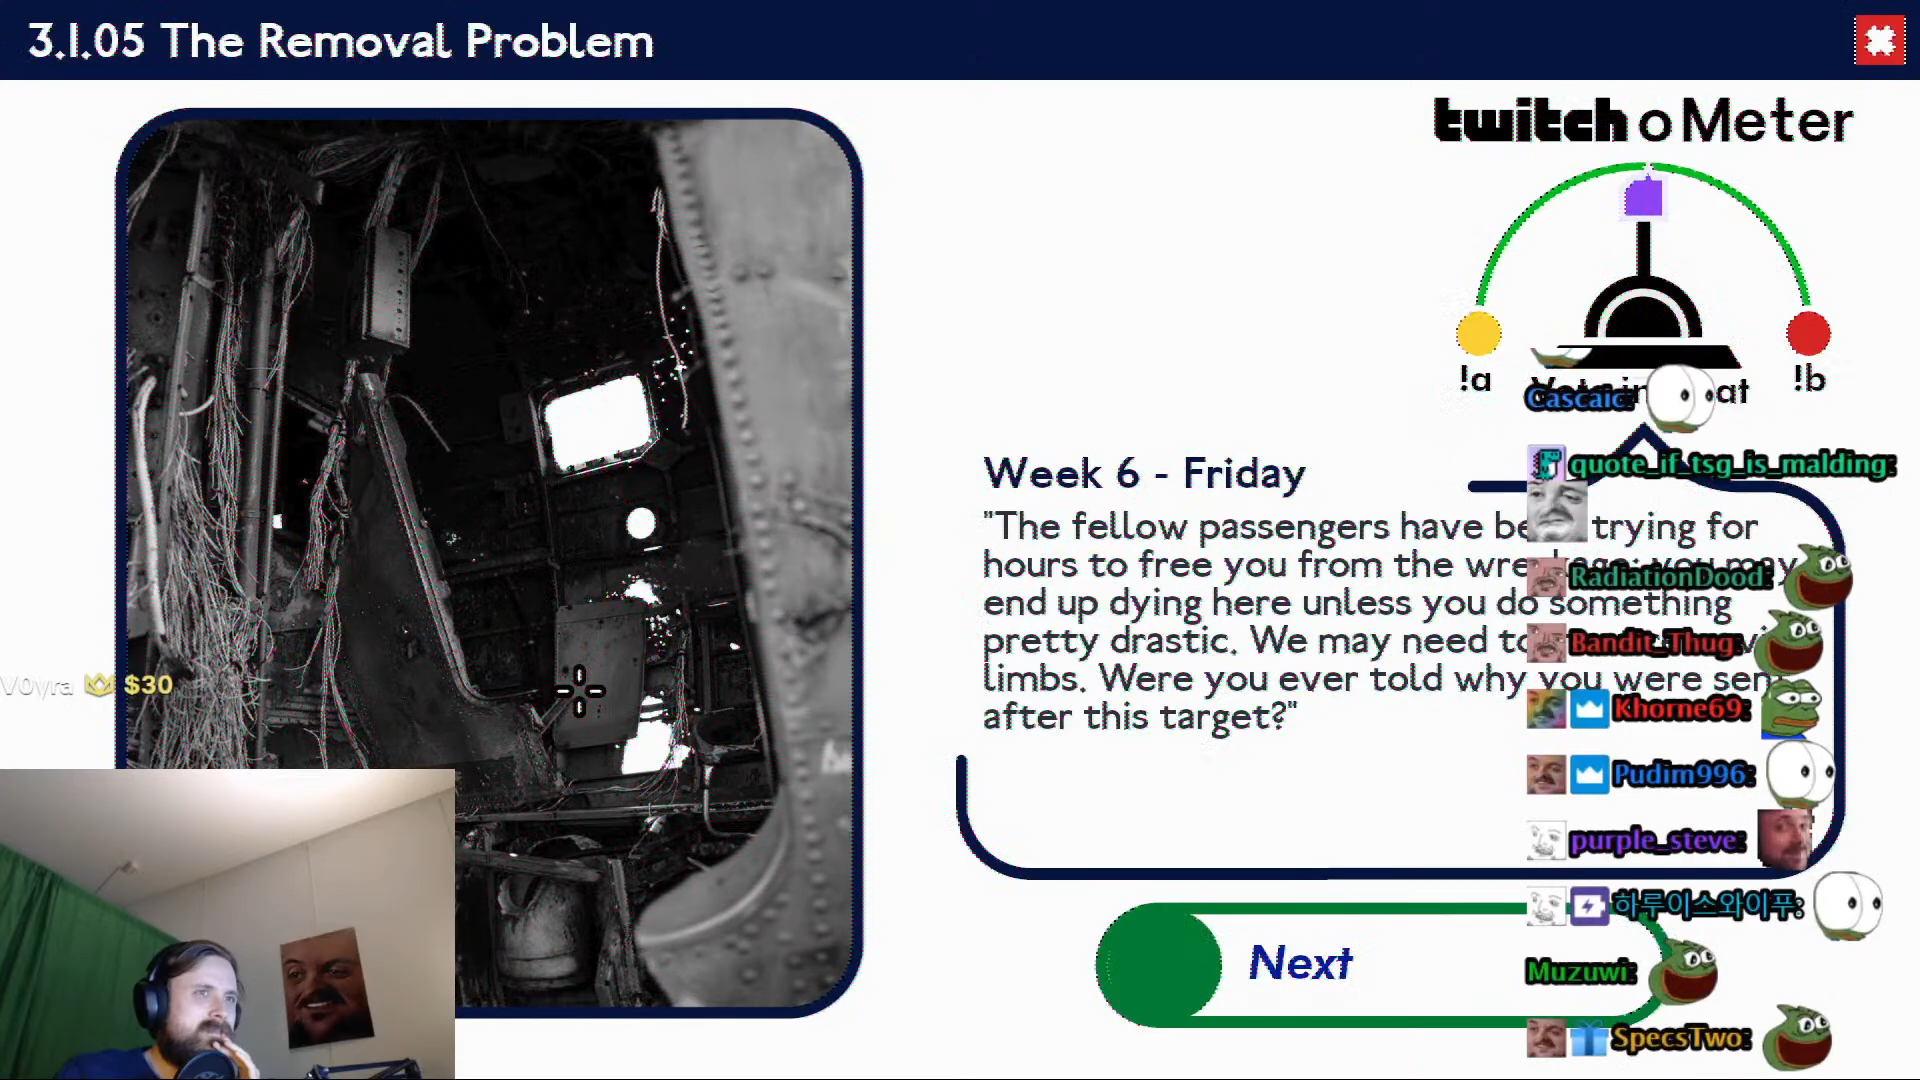 3.1.05 The Removal Problem
twitch o Meter
!a
!b
at
Cascaic:
quote_if_tsg_is_malding:
Week 6 - Friday
"The fellow passengers have be trying for
hours to free you from the
RadiationDood:
end up dying here unless you do something
pretty drastic. We may need to
Bandit_Thug:
limbs. Were you ever told why you were sen
after this target?"
Khorne69:
Pudim996:
purple_steve:
하루이스와이푸:
Next
Muzuwi:
SpecsTwo:
V0yra $30